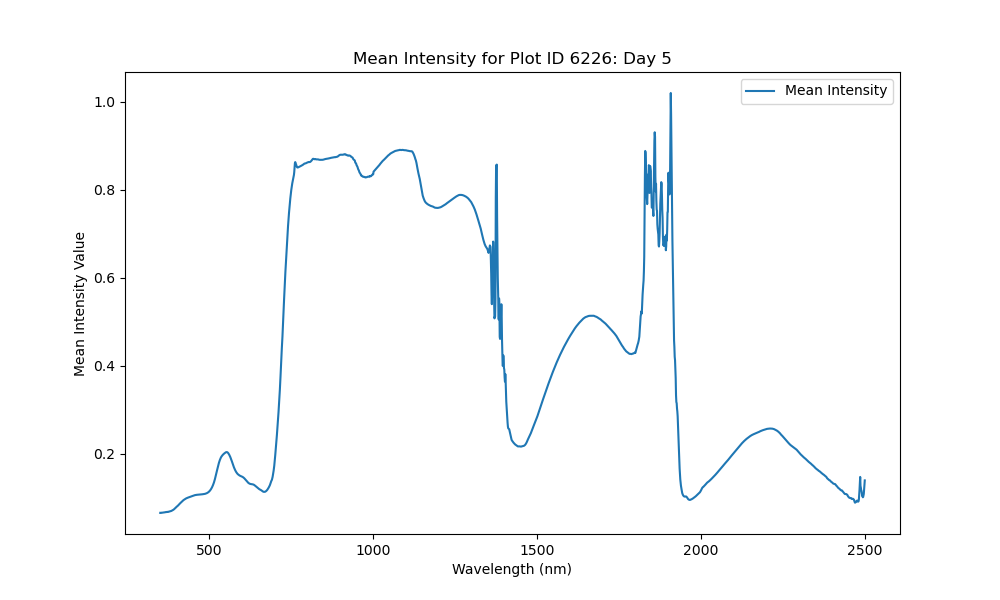 Mean Intensity for Plot ID 6226: Day 5
Mean Intensity
Mean Intensity Value
1.0
0.8
0.6
0.4
0.2
500 1000 1500 2000 2500
Wavelength (nm)